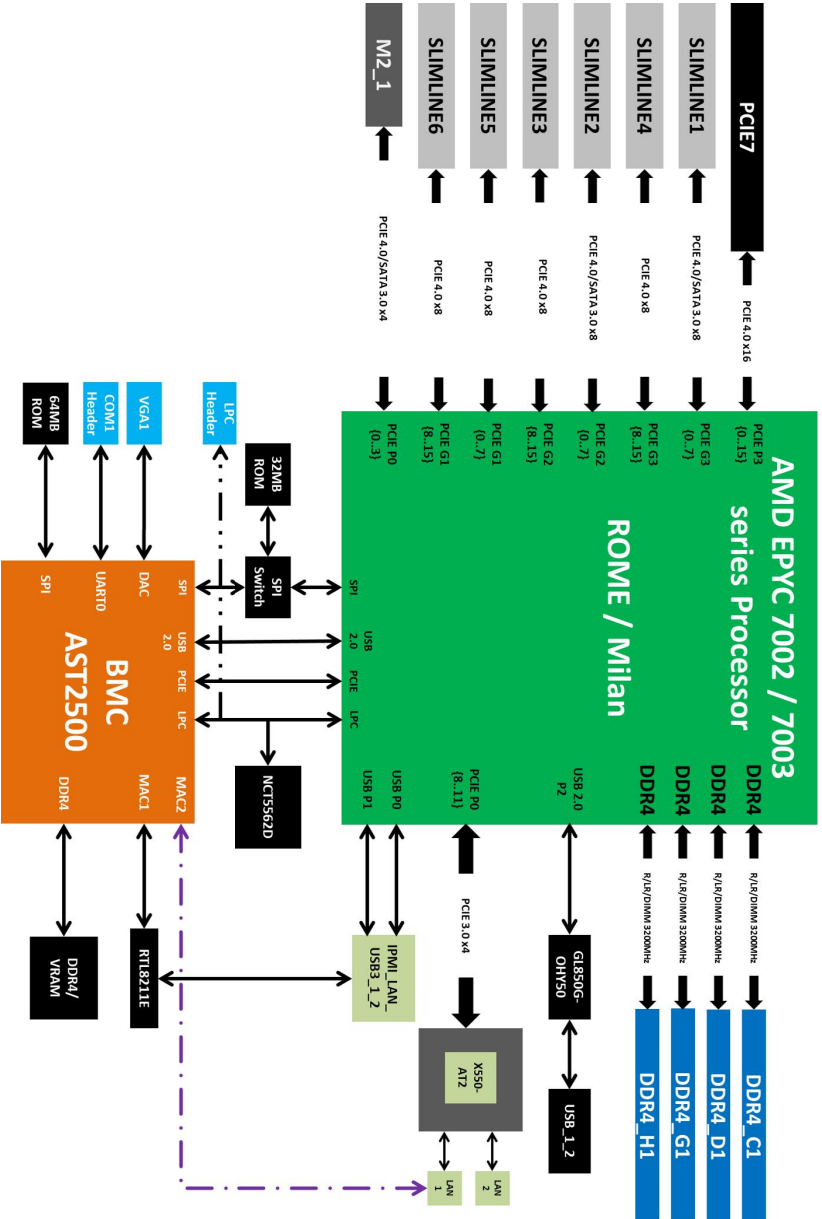 AMD EPYC 7002 / 7003
series Processor
ROME / Milan
PCIE7
PCIE 4.0 x16
PCIE P3
{0..15}
SLIMLINE1
PCIE 4.0/SATA 3.0 x8
PCIE G3
{0..7}
SLIMLINE4
PCIE 4.0 x8
PCIE G3
{8..15}
SLIMLINE2
PCIE 4.0/SATA 3.0 x8
PCIE G2
{0..7}
SLIMLINE3
PCIE 4.0 x8
PCIE G2
{8..15}
SLIMLINE5
PCIE 4.0 x8
PCIE G1
{0..7}
SLIMLINE6
PCIE 4.0 x8
PCIE G1
{8..15}
M2_1
PCIE 4.0/SATA 3.0 x4
PCIE P0
{0..3}
DDR4
R/LR/DIMM 3200MHz
DDR4_C1
DDR4
R/LR/DIMM 3200MHz
DDR4_D1
DDR4
R/LR/DIMM 3200MHz
DDR4_G1
DDR4
R/LR/DIMM 3200MHz
DDR4_H1
USB 2.0
P2
GL850G-
OHY50
USB_1_2
PCIE P0
{8..11}
PCIE 3.0 x4
X550-
AT2
LAN
2
LAN
1
USB P0
USB P1
IPMI_LAN_
USB3_1_2
SPI
USB
2.0
PCIE
LPC
32MB
ROM
SPI
Switch
NCT5562D
LPC
Header
SPI
USB
2.0
PCIE
LPC
MAC2
VGA1
DAC
COM1
Header
UART0
64MB
ROM
SPI
BMC
AST2500
MAC1
RTL8211E
DDR4
DDR4/
VRAM